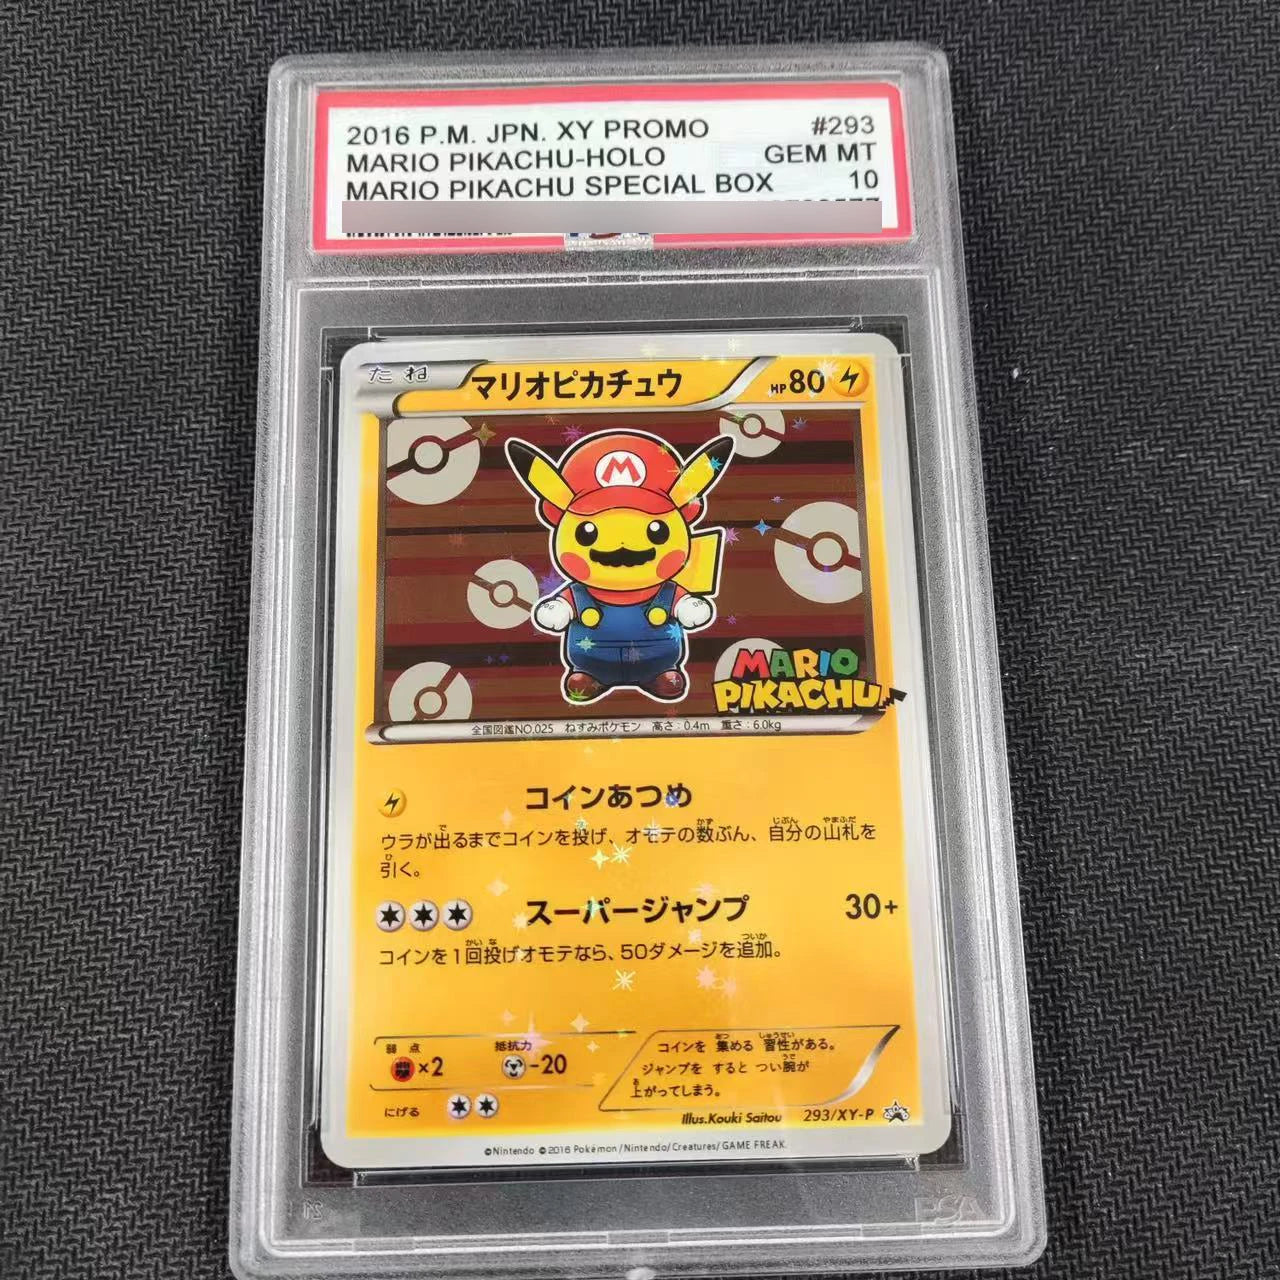 2016 P.M. JPN. XY PROMO #293
MARIO PIKACHU-HOLO GEM MT
MARIO PIKACHU SPECIAL BOX 10
たね マリオピカチュウ HP80
M
MARIO
PIKACHU
全国図鑑NO.025 ねずみポケモン 高さ:0.4m 重さ:6.0kg
コインあつめ
ウラが出るまでコインを投げ、オモテの数ぶん、自分の山札を
引く。
スーパージャンプ 30+
コインを1回投げオモテなら、50ダメージを追加。
弱点 抵抗力
×2 -20
コインを 集める 習性がある。
ジャンプを すると つい腕が
上がってしまう。
にげる
Illus.Kouki Saitou 293/XY-P
©Nintendo ©2016 Pokémon/Nintendo/Creatures/GAME FREAK.
PSA